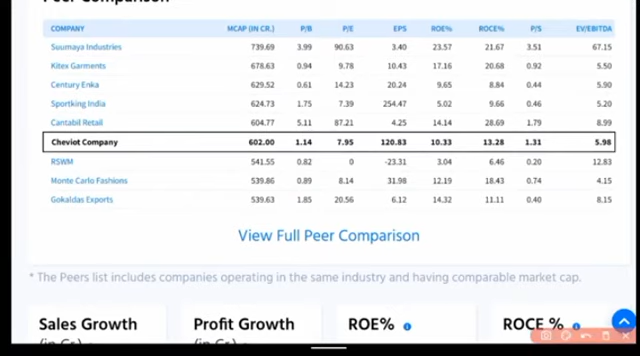 Peer Comparison
COMPANY MCAP (IN CR.) P/B P/E EPS ROE% ROCE% P/S EV/EBITDA
Suumaya Industries 739.69 3.99 90.63 3.40 23.57 21.67 3.51 67.15
Kitex Garments 678.63 0.94 9.78 10.43 17.16 20.68 0.92 5.50
Century Enka 629.52 0.61 14.23 20.24 9.65 8.84 0.44 5.90
Sportking India 624.73 1.75 7.39 254.47 5.02 9.66 0.46 5.20
Cantabil Retail 604.77 5.11 87.21 4.25 14.14 28.69 1.79 8.99
Cheviot Company 602.00 1.14 7.95 120.83 10.33 13.28 1.31 5.98
RSWM 541.55 0.82 0 -23.31 3.04 6.46 0.20 12.83
Monte Carlo Fashions 539.86 0.89 8.14 31.98 12.19 18.43 0.74 4.15
Gokaldas Exports 539.63 1.85 20.56 6.12 14.32 11.11 0.40 8.15
View Full Peer Comparison
* The Peers list includes companies operating in the same industry and having comparable market cap.
Sales Growth Profit Growth ROE% ROCE %
(in Cr.) (in Cr.)